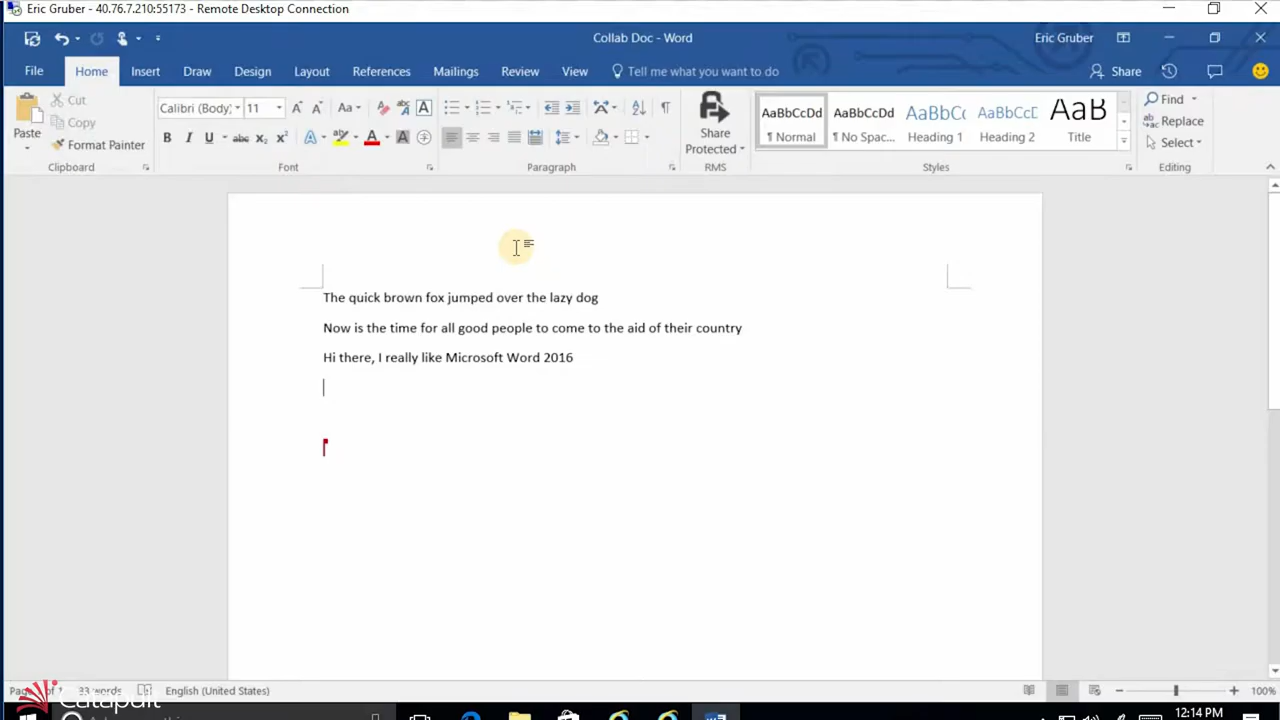 Eric Gruber - 40.76.7.210:55173 - Remote Desktop Connection
Collab Doc - Word
Eric Gruber
File Home Insert Draw Design Layout References Mailings Review View Tell me what you want to do Share
Paste
Cut
Copy
Format Painter
Clipboard
Calibri (Body) 11
Font
Paragraph
Share
Protected
RMS
AaBbCcDd AaBbCcDd AaBbCc AaBbCcD AaB
¶ Normal ¶ No Spac... Heading 1 Heading 2 Title
Styles
Find
Replace
Select
Editing
The quick brown fox jumped over the lazy dog
Now is the time for all good people to come to the aid of their country
Hi there, I really like Microsoft Word 2016
33 words English (United States) 100%
Catapult
12:14 PM